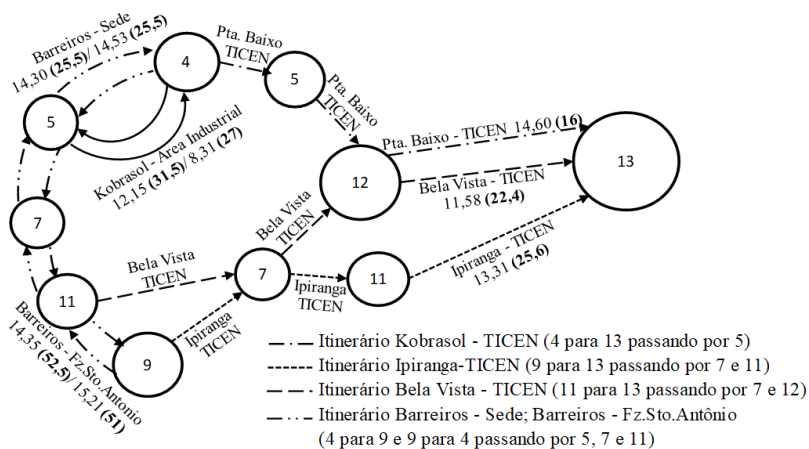 Barreiros - Sede
14,30 (25,5)/ 14,53 (25,5)
4
Pta. Baixo
TICEN
5
Pta. Baixo
TICEN
5
Kobrasol - Area Industrial
12,15 (31,5)/ 8,31 (27)
Pta. Baixo - TICEN 14,60 (16)
13
12
Bela Vista - TICEN
11,58 (22,4)
7
Bela Vista
TICEN
Bela Vista
TICEN
7
11
Ipiranga
TICEN
Ipiranga - TICEN
13,31 (25,6)
11
Ipiranga
TICEN
9
Barreiros - Fz.Sto.Antonio
14,35 (52,5)/ 15,21 (51)
Itinerário Kobrasol - TICEN (4 para 13 passando por 5)
Itinerário Ipiranga-TICEN (9 para 13 passando por 7 e 11)
Itinerário Bela Vista - TICEN (11 para 13 passando por 7 e 12)
Itinerário Barreiros - Sede; Barreiros - Fz.Sto.Antônio
(4 para 9 e 9 para 4 passando por 5, 7 e 11)